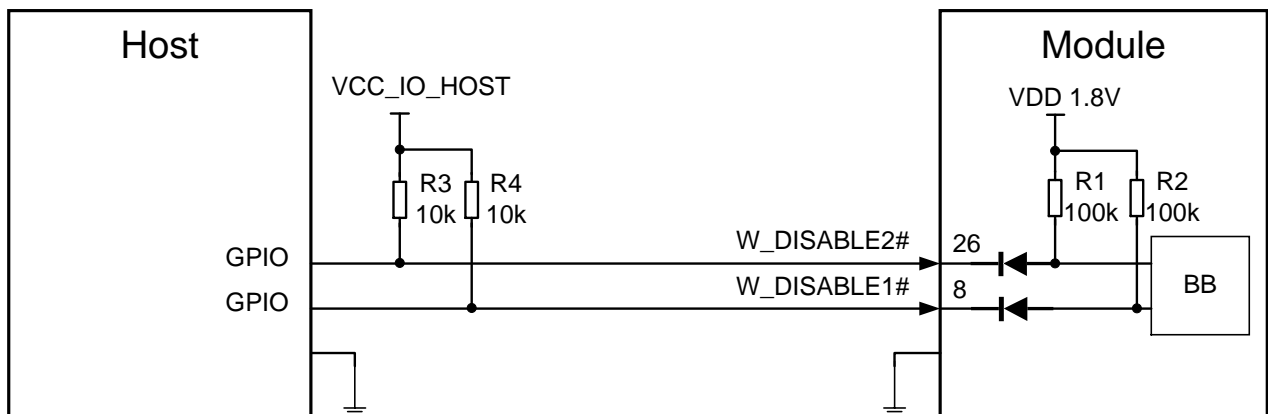 Host
Module
VCC_IO_HOST
VDD 1.8V
R3
10k
R4
10k
R1
100k
R2
100k
GPIO
W_DISABLE2#
26
GPIO
W_DISABLE1#
8
BB